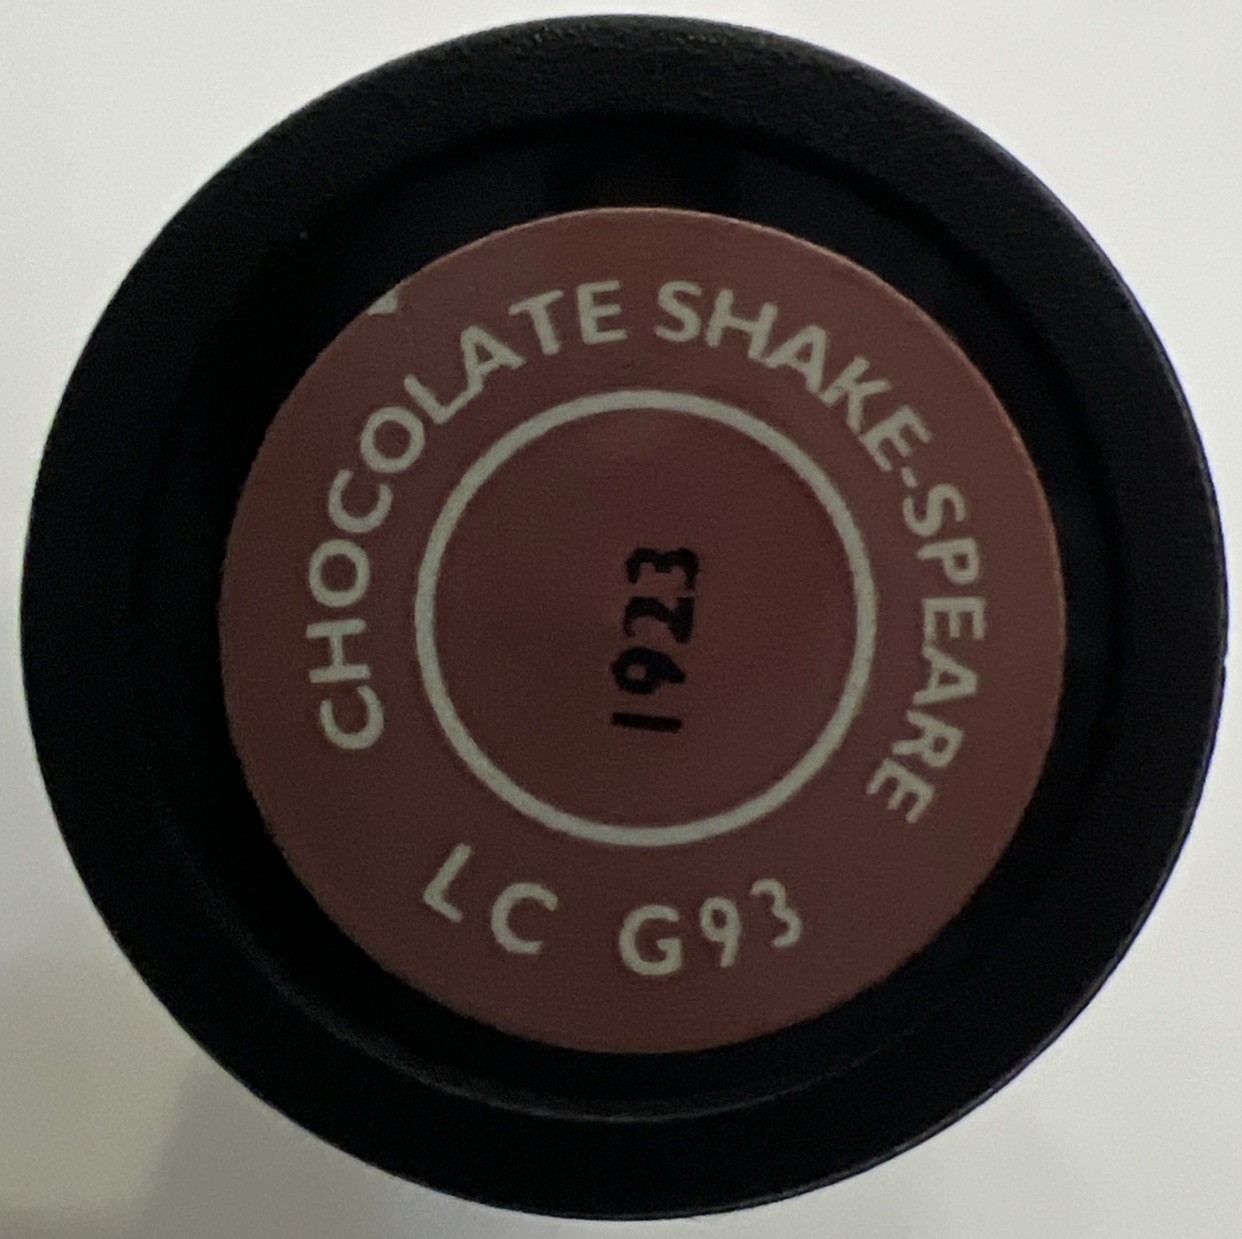 CHOCOLATE SHAKE-SPEARE
1923
LC G93